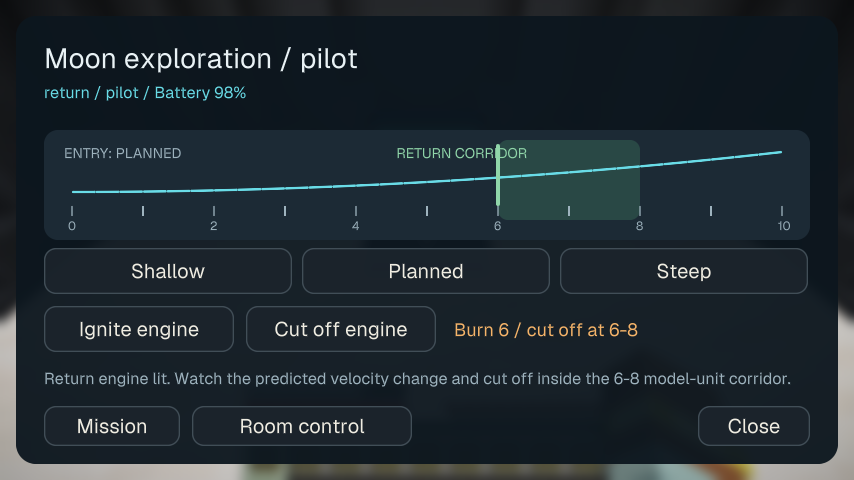 Moon exploration / pilot
return / pilot / Battery 98%
ENTRY: PLANNED RETURN CORRIDOR
0 2 4 6 8 10
Shallow Planned Steep
Ignite engine Cut off engine Burn 6 / cut off at 6-8
Return engine lit. Watch the predicted velocity change and cut off inside the 6-8 model-unit corridor.
Mission Room control Close